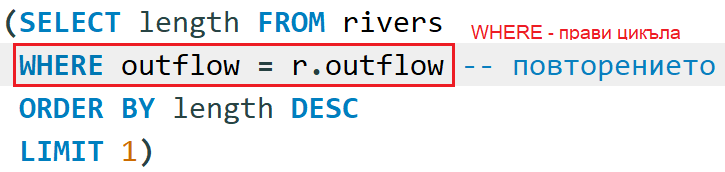 (SELECT length FROM rivers
WHERE - прави цикъла
WHERE outflow = r.outflow -- повторението
ORDER BY length DESC
LIMIT 1)